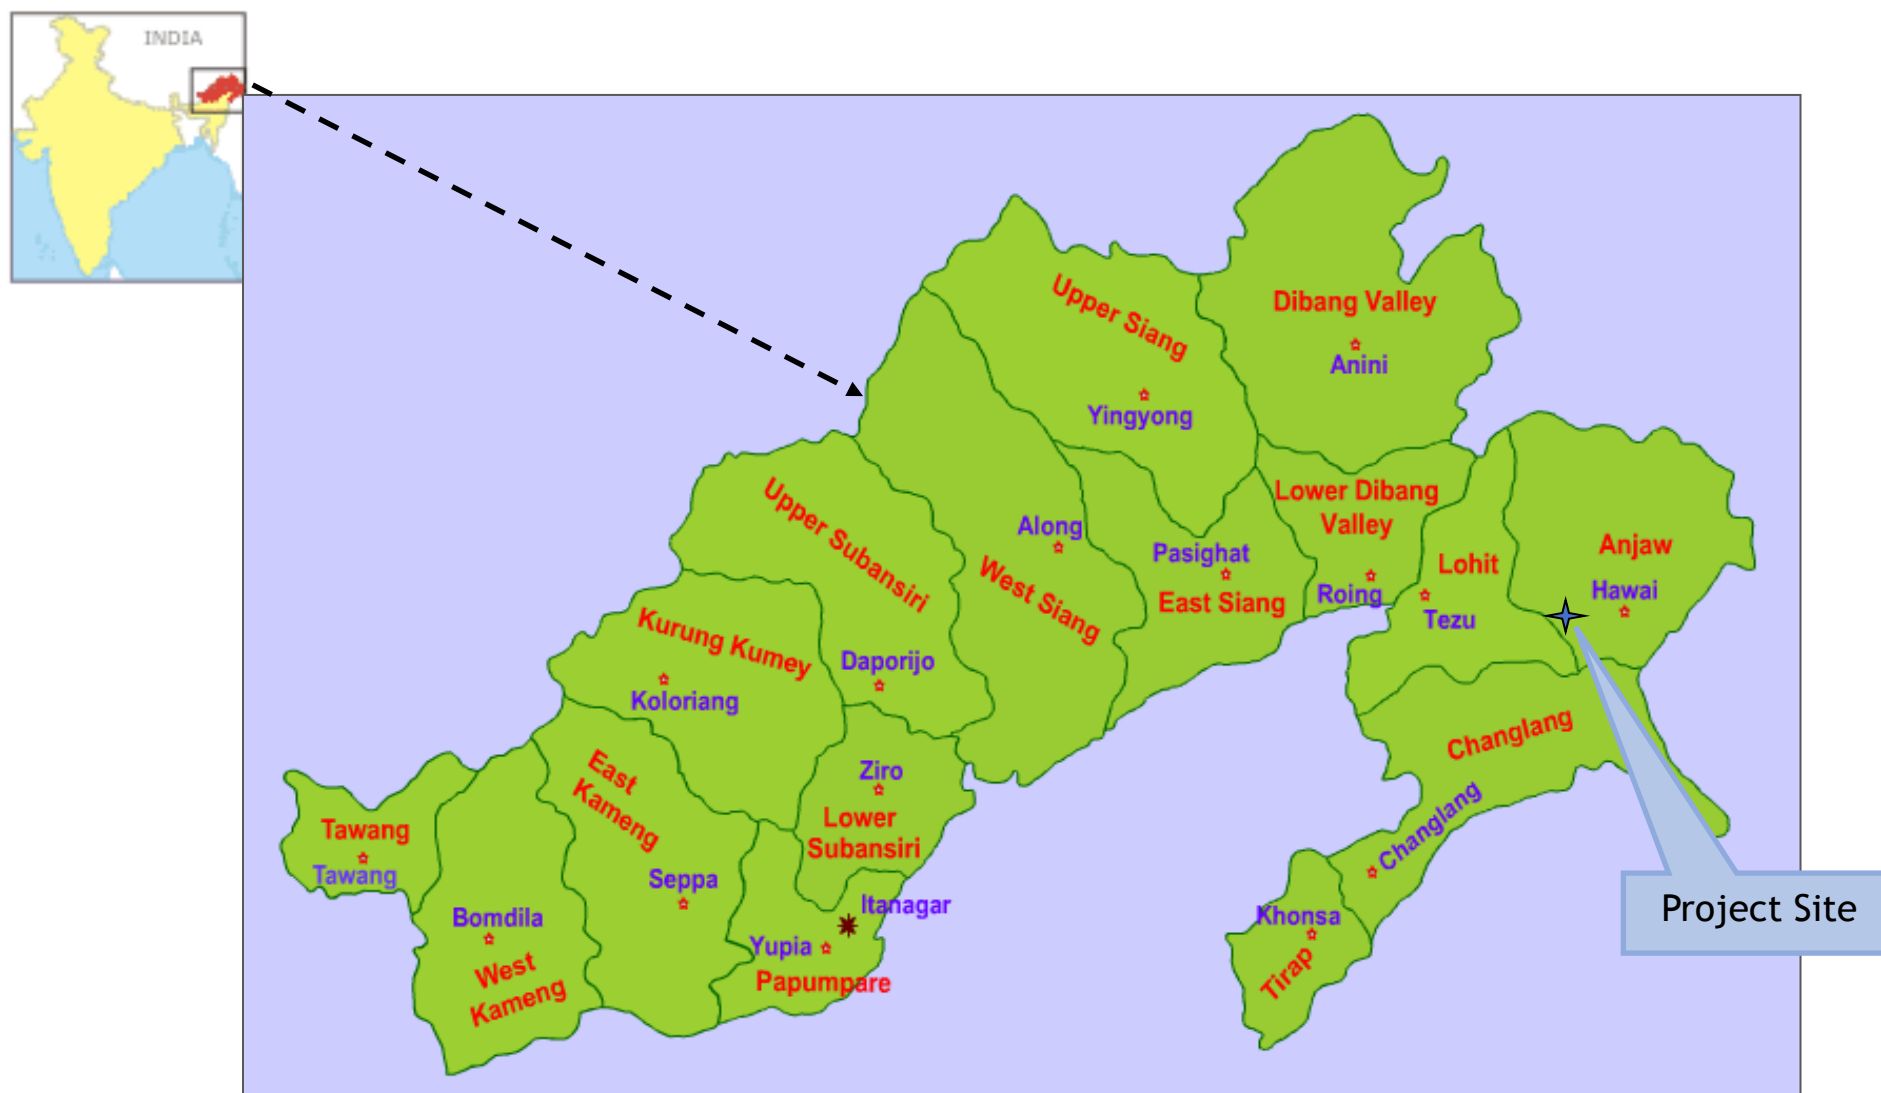 INDIA
Upper Siang
Yingyong
Dibang Valley
Anini
Upper Subansiri
Daporijo
Along
West Siang
Pasighat
East Siang
Lower Dibang
Valley
Roing
Lohit
Tezu
Anjaw
Hawai
Kurung Kumey
Koloriang
Changlang
Changlang
East
Kameng
Seppa
Ziro
Lower
Subansiri
Tawang
Tawang
Bomdila
West
Kameng
Itanagar
Yupia
Papumpare
Khonsa
Tirap
Project Site